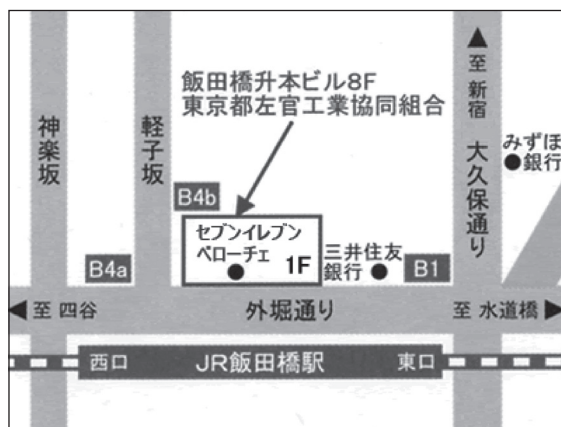 飯田橋升本ビル8F
東京都左官工業協同組合
神楽坂
軽子坂
▲至 新宿
大久保通り
みずほ
●銀行
B4b
セブンイレブン
ベローチェ
● 1F
三井住友
銀行●
B4a
B1
◀至 四谷
外堀通り
至 水道橋▶
西口
JR飯田橋駅
東口